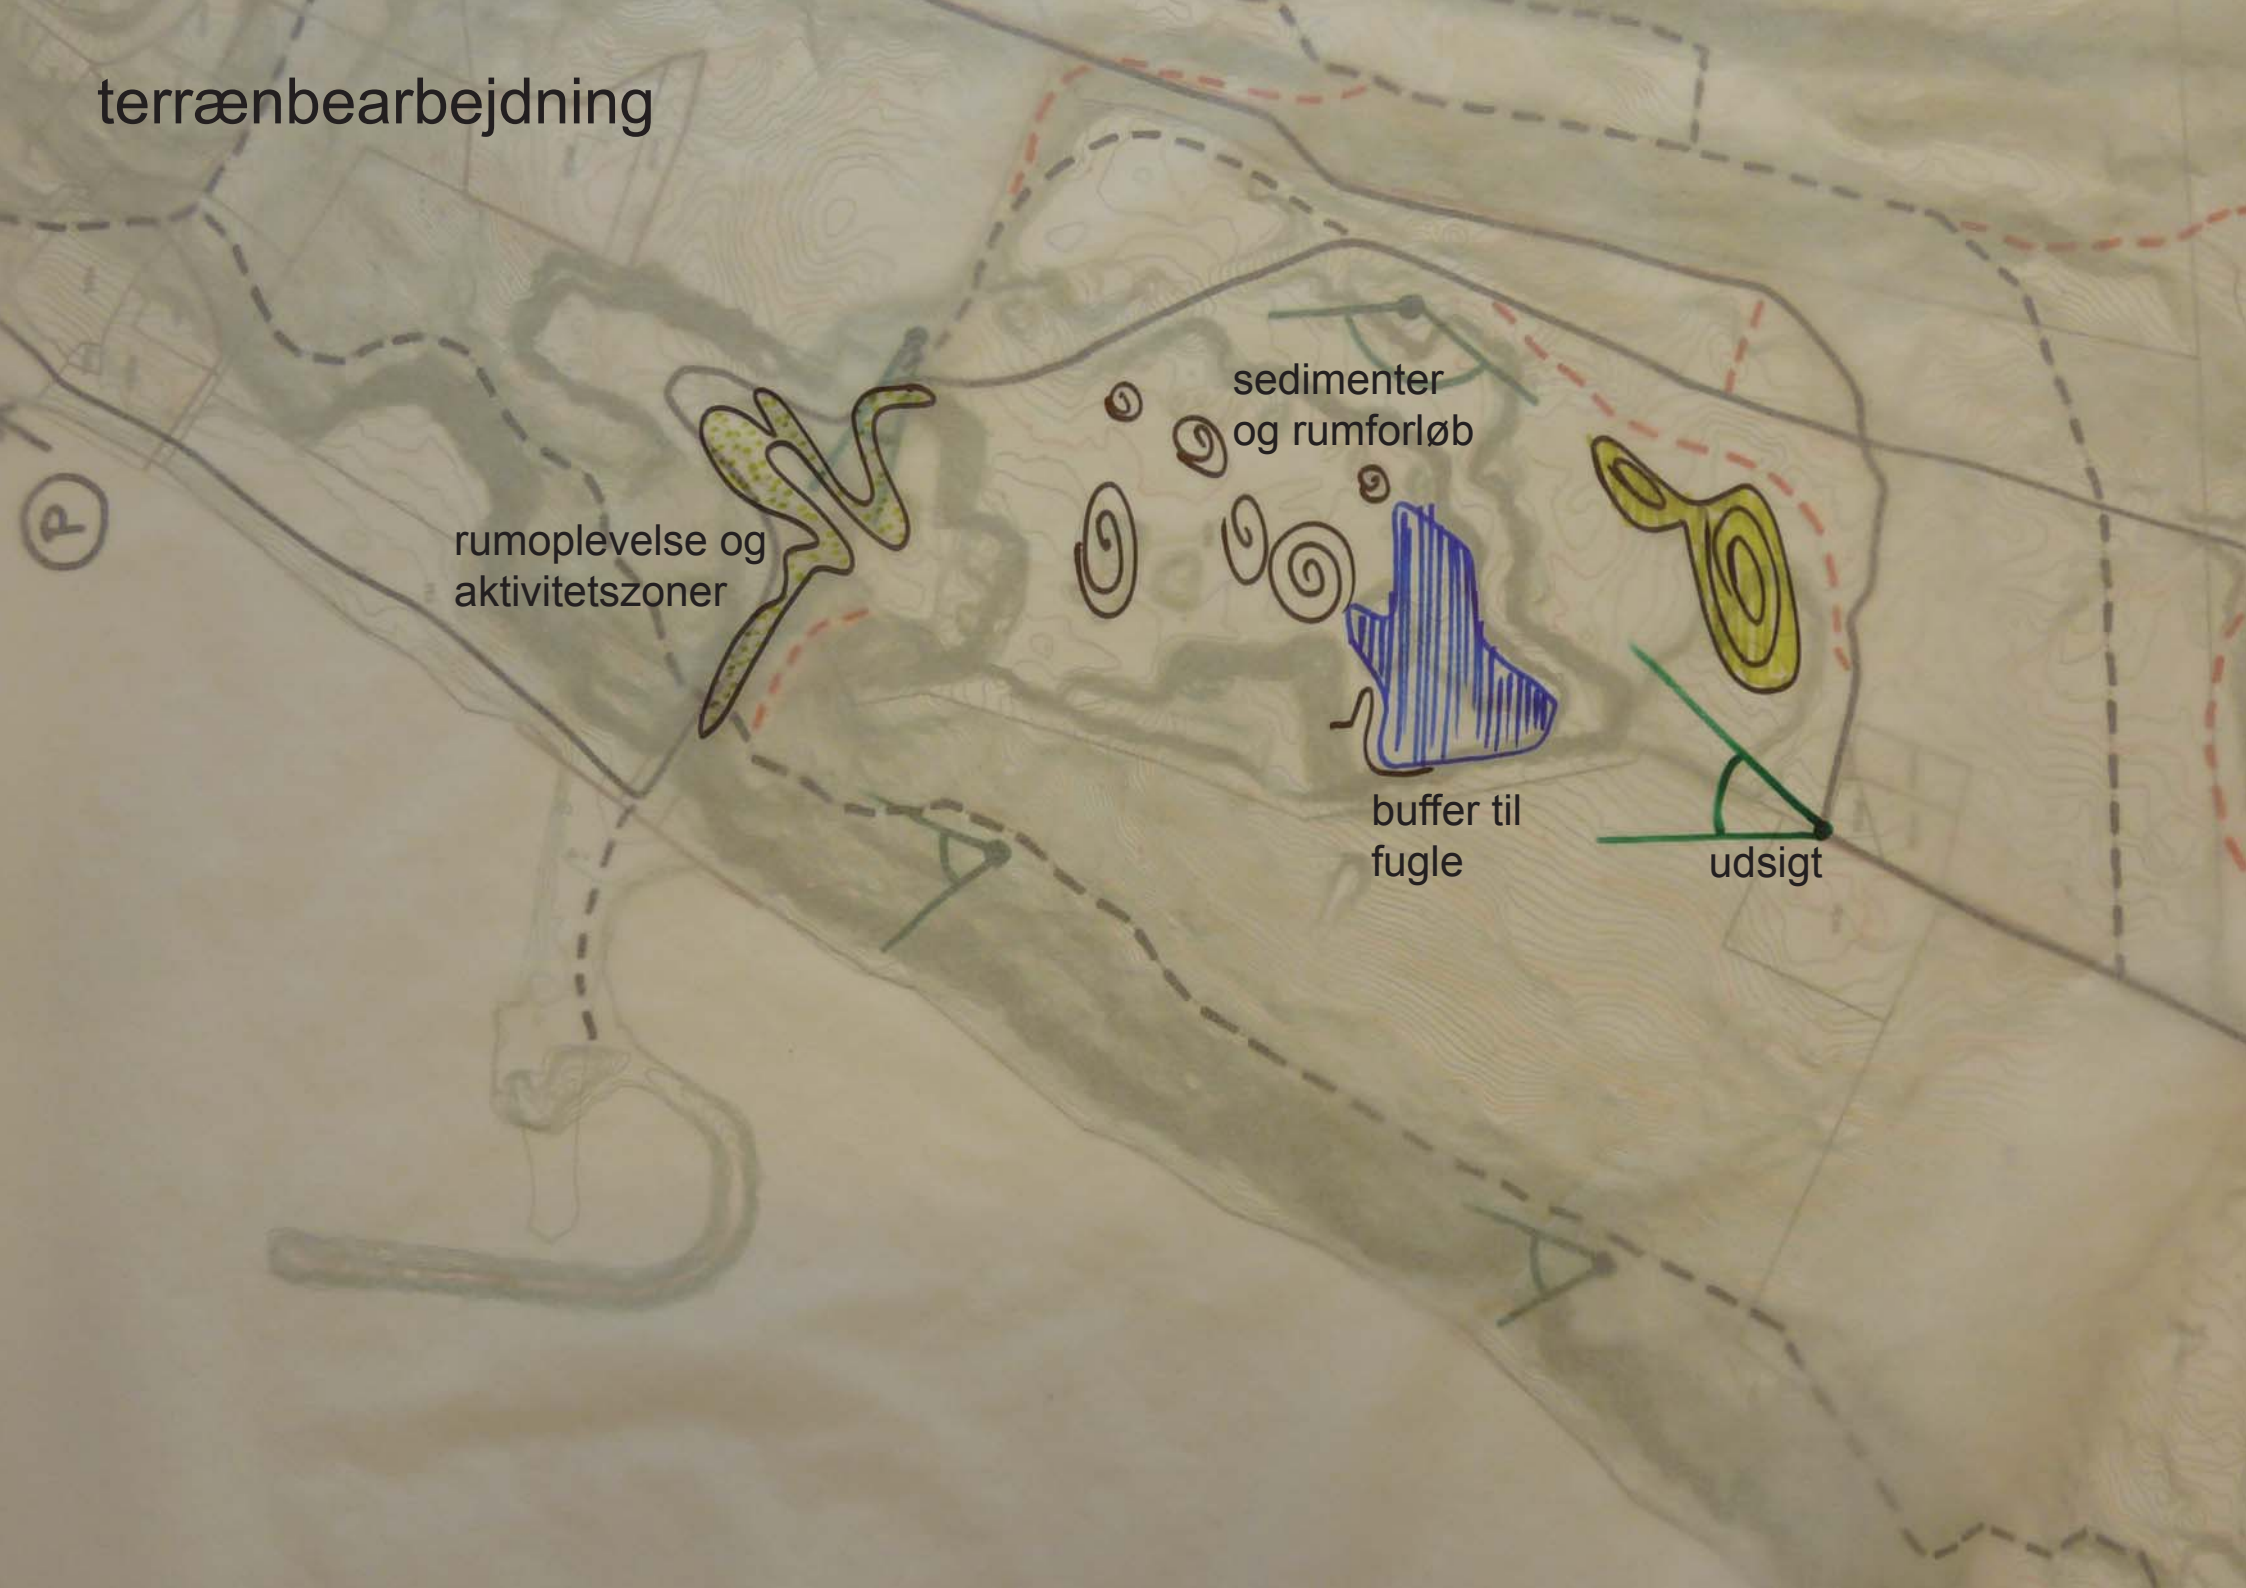 terrænbearbejdning
sedimenter
og rumforløb
rumoplevelse og
aktivitetszoner
P
buffer til
fugle
udsigt